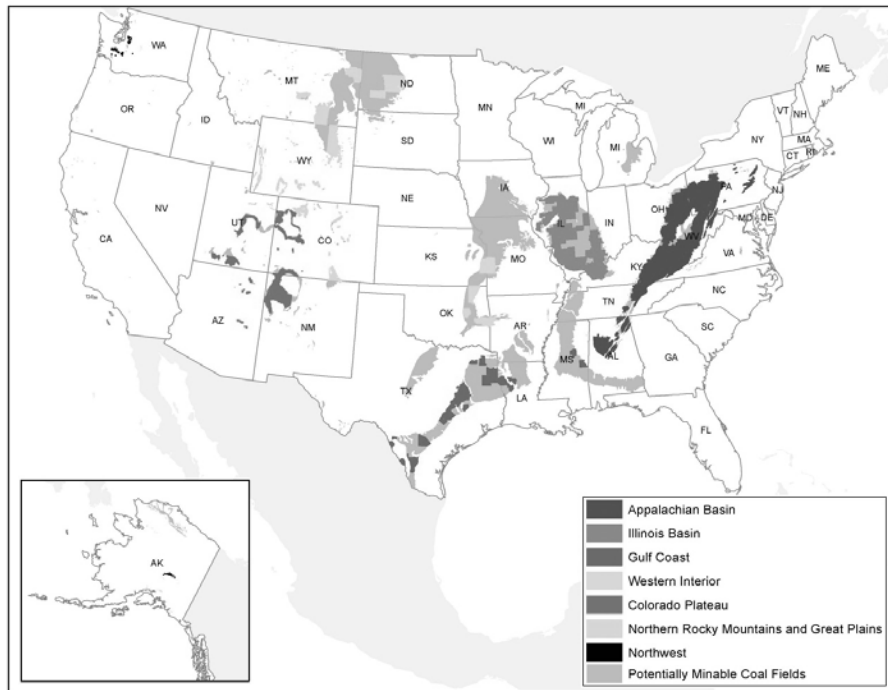 WA
MT
ND
ME
MN
OR
ID
SD
WI
MI
VT
NH
NY
MA
CT
RI
MI
WY
IA
NE
PA
NJ
NV
UT
CO
IL
IN
OH
MD
DE
WV
VA
CA
KS
MO
KY
NC
TN
OK
AR
AZ
NM
SC
MS
AL
GA
TX
LA
FL
AK
Appalachian Basin
Illinois Basin
Gulf Coast
Western Interior
Colorado Plateau
Northern Rocky Mountains and Great Plains
Northwest
Potentially Minable Coal Fields